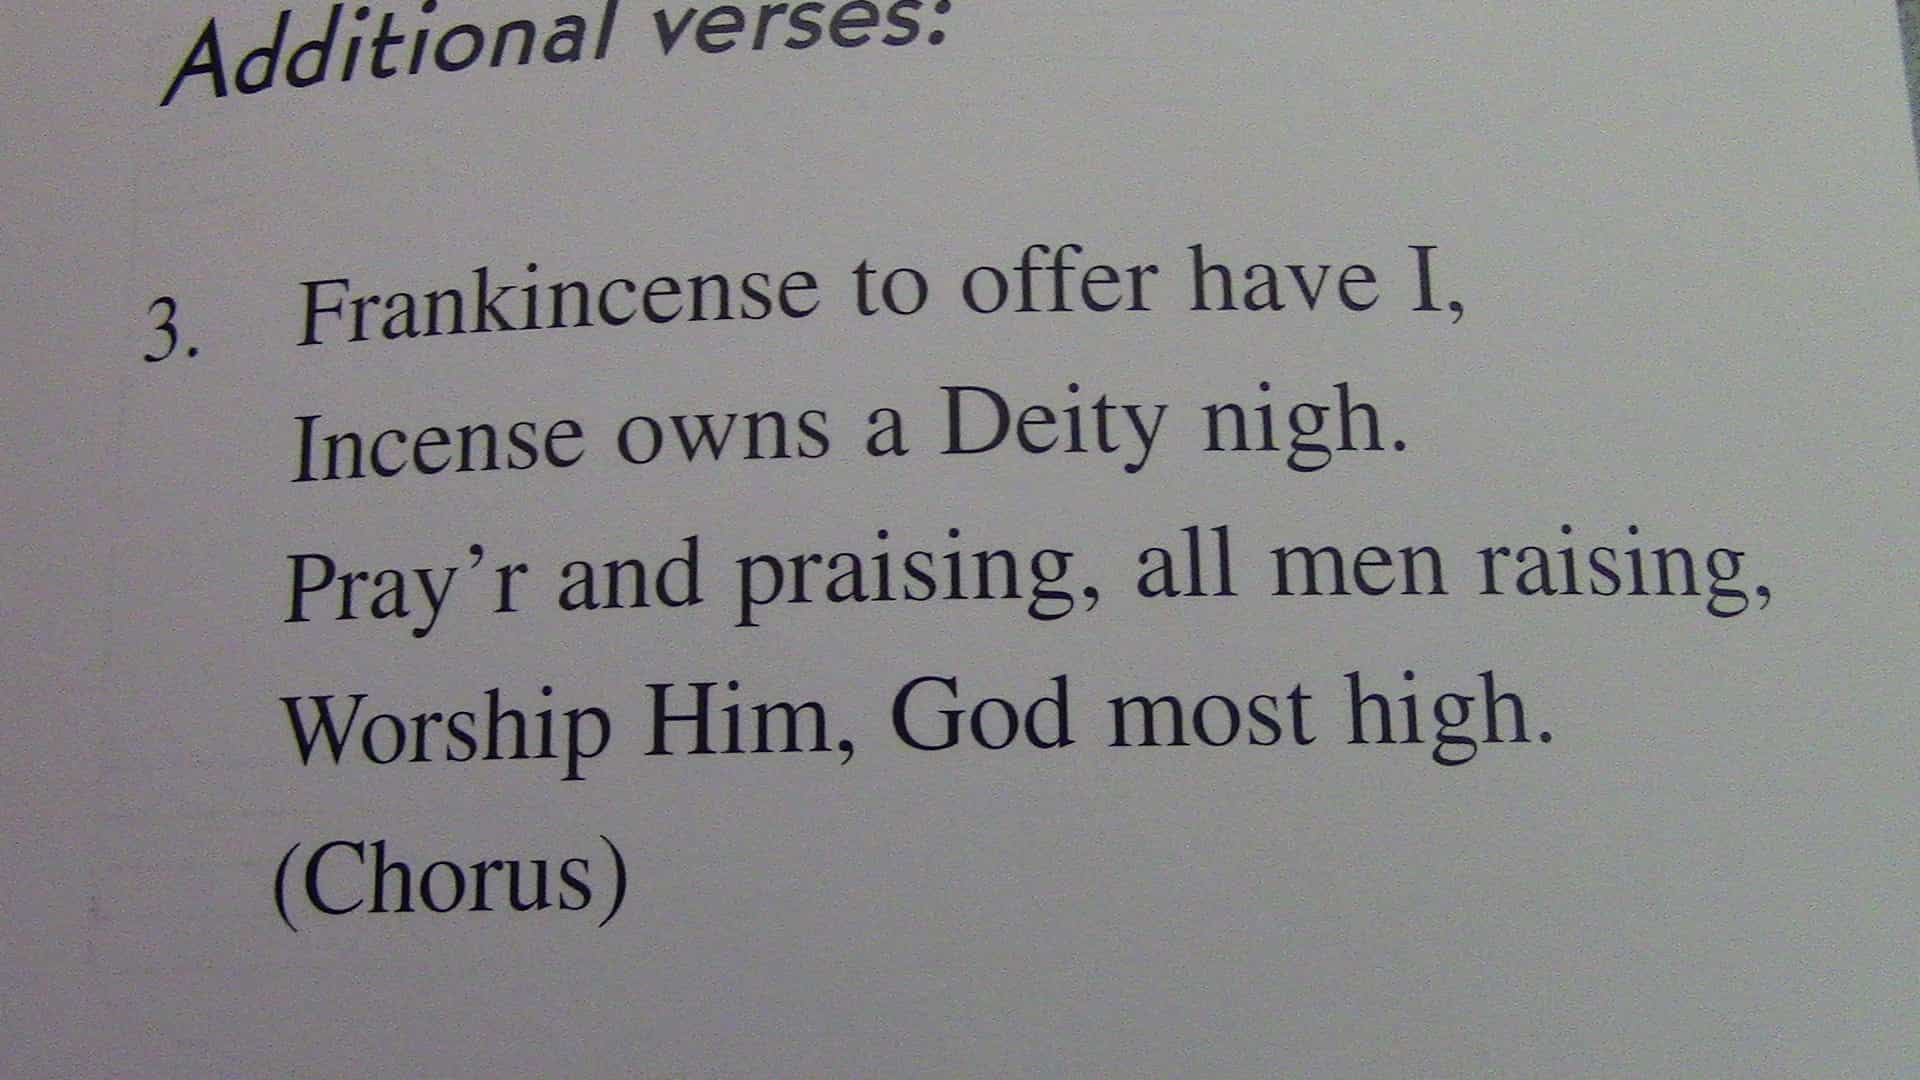 Additional verses:
3. Frankincense to offer have I,
Incense owns a Deity nigh.
Pray’r and praising, all men raising,
Worship Him, God most high.
(Chorus)